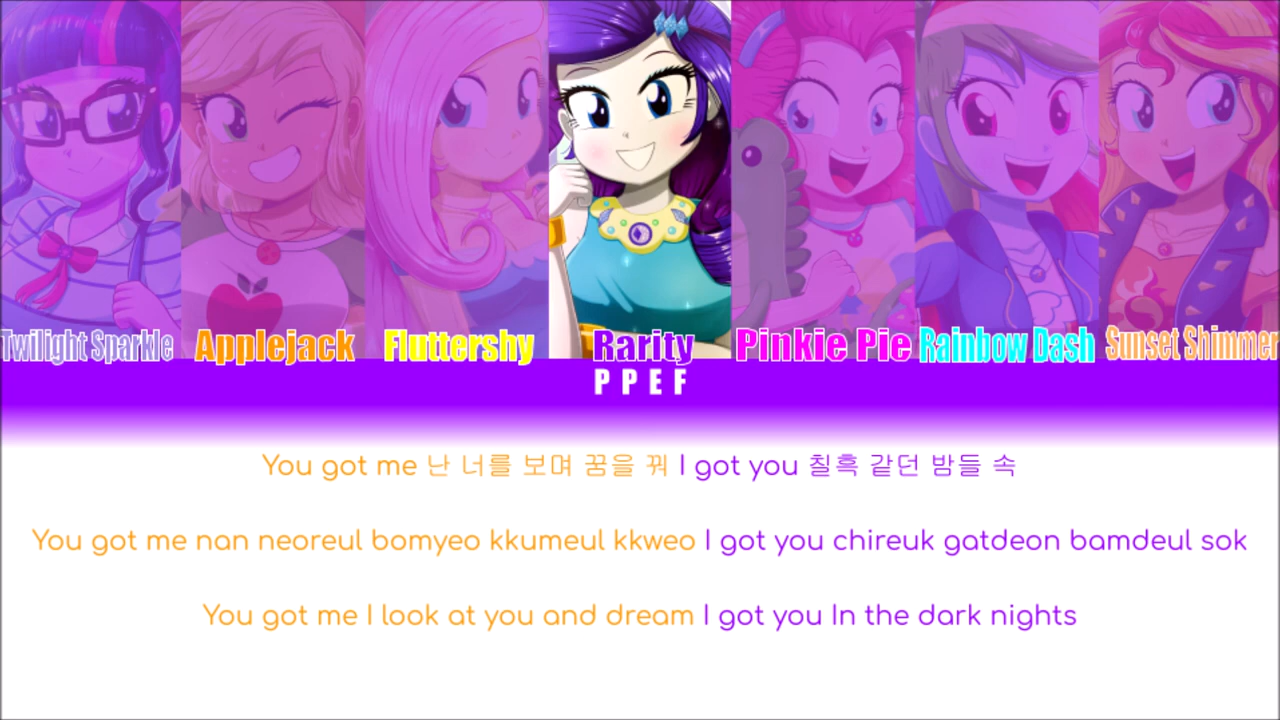 Twilight Sparkle Applejack Fluttershy Rarity Pinkie Pie Rainbow Dash Sunset Shimmer
PPEF
You got me 난 너를 보며 꿈을 꿔 I got you 칠흑 같던 밤들 속
You got me nan neoreul bomyeo kkumeul kkweo I got you chireuk gatdeon bamdeul sok
You got me I look at you and dream I got you In the dark nights